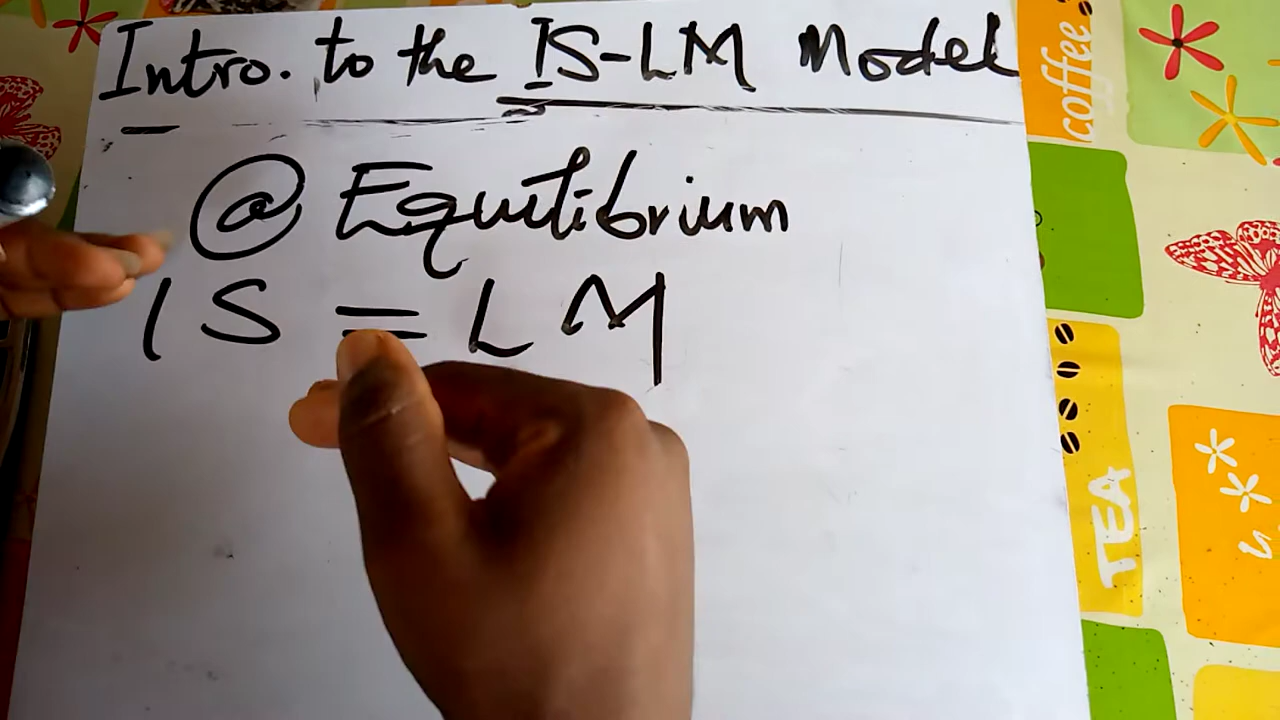 Intro. to the IS-LM Model
@ Equilibrium
IS = LM
coffee
TEA